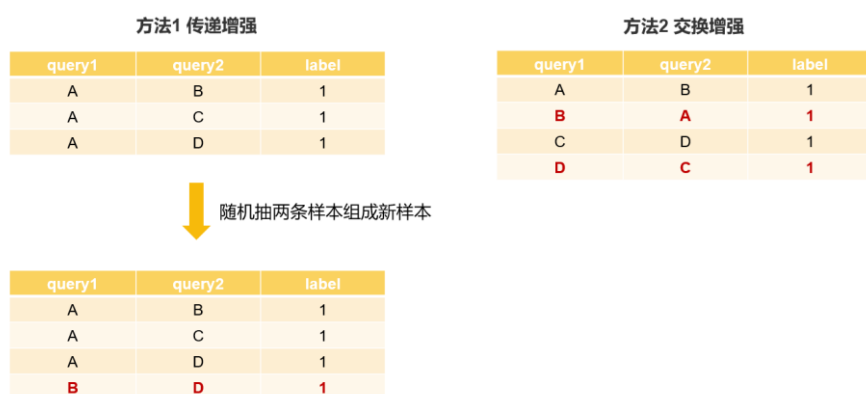 方法1 传递增强
query1 query2 label
A B 1
A C 1
A D 1
随机抽两条样本组成新样本
query1 query2 label
A B 1
A C 1
A D 1
B D 1
方法2 交换增强
query1 query2 label
A B 1
B A 1
C D 1
D C 1